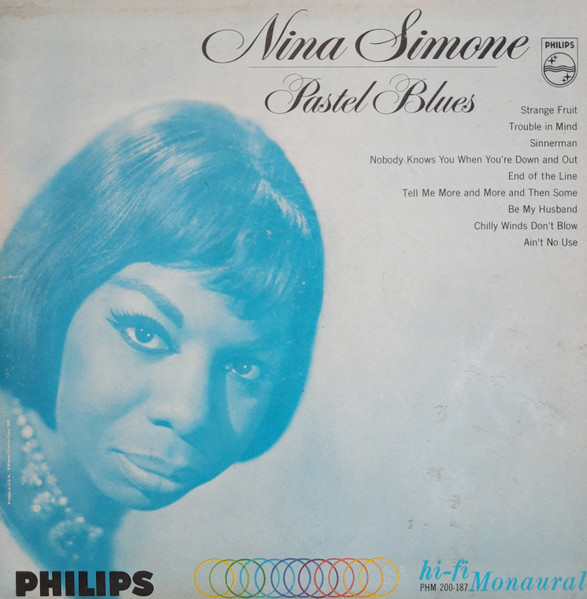 Nina Simone
Pastel Blues
PHILIPS
Strange Fruit
Trouble in Mind
Sinnerman
Nobody Knows You When You're Down and Out
End of the Line
Tell Me More and More and Then Some
Be My Husband
Chilly Winds Don't Blow
Ain't No Use
PHILIPS
hi-fi
PHM 200-187 Monaural